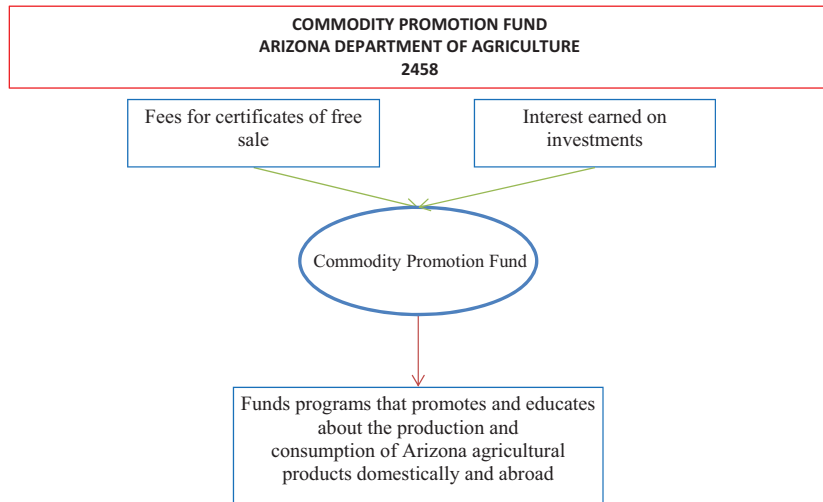 COMMODITY PROMOTION FUND
ARIZONA DEPARTMENT OF AGRICULTURE
2458
Fees for certificates of free
sale
Interest earned on
investments
Commodity Promotion Fund
Funds programs that promotes and educates
about the production and
consumption of Arizona agricultural
products domestically and abroad